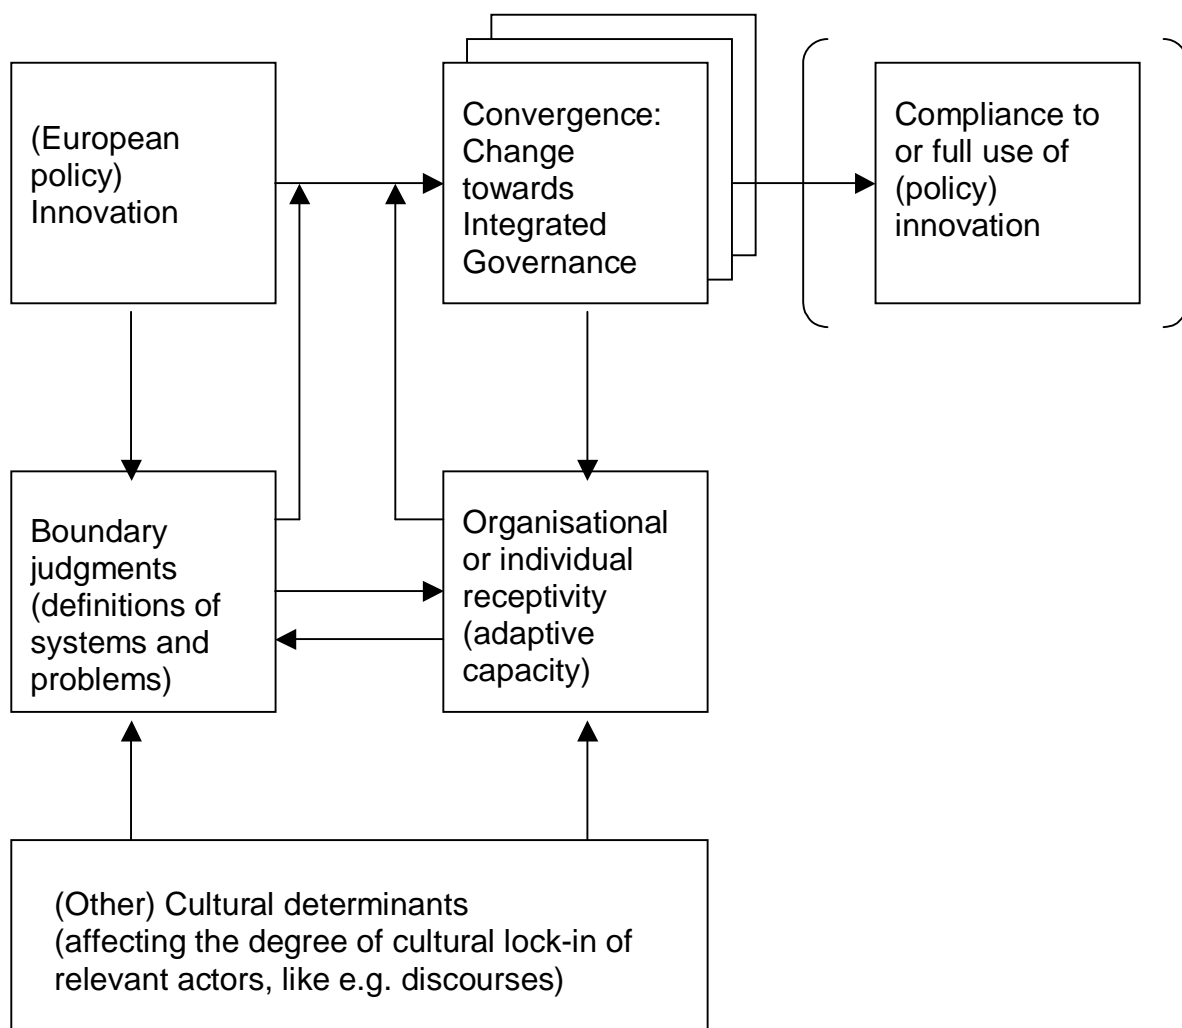 (European
policy)
Innovation
Convergence:
Change
towards
Integrated
Governance
Compliance to
or full use of
(policy)
innovation
Boundary
judgments
(definitions of
systems and
problems)
Organisational
or individual
receptivity
(adaptive
capacity)
(Other) Cultural determinants
(affecting the degree of cultural lock-in of
relevant actors, like e.g. discourses)